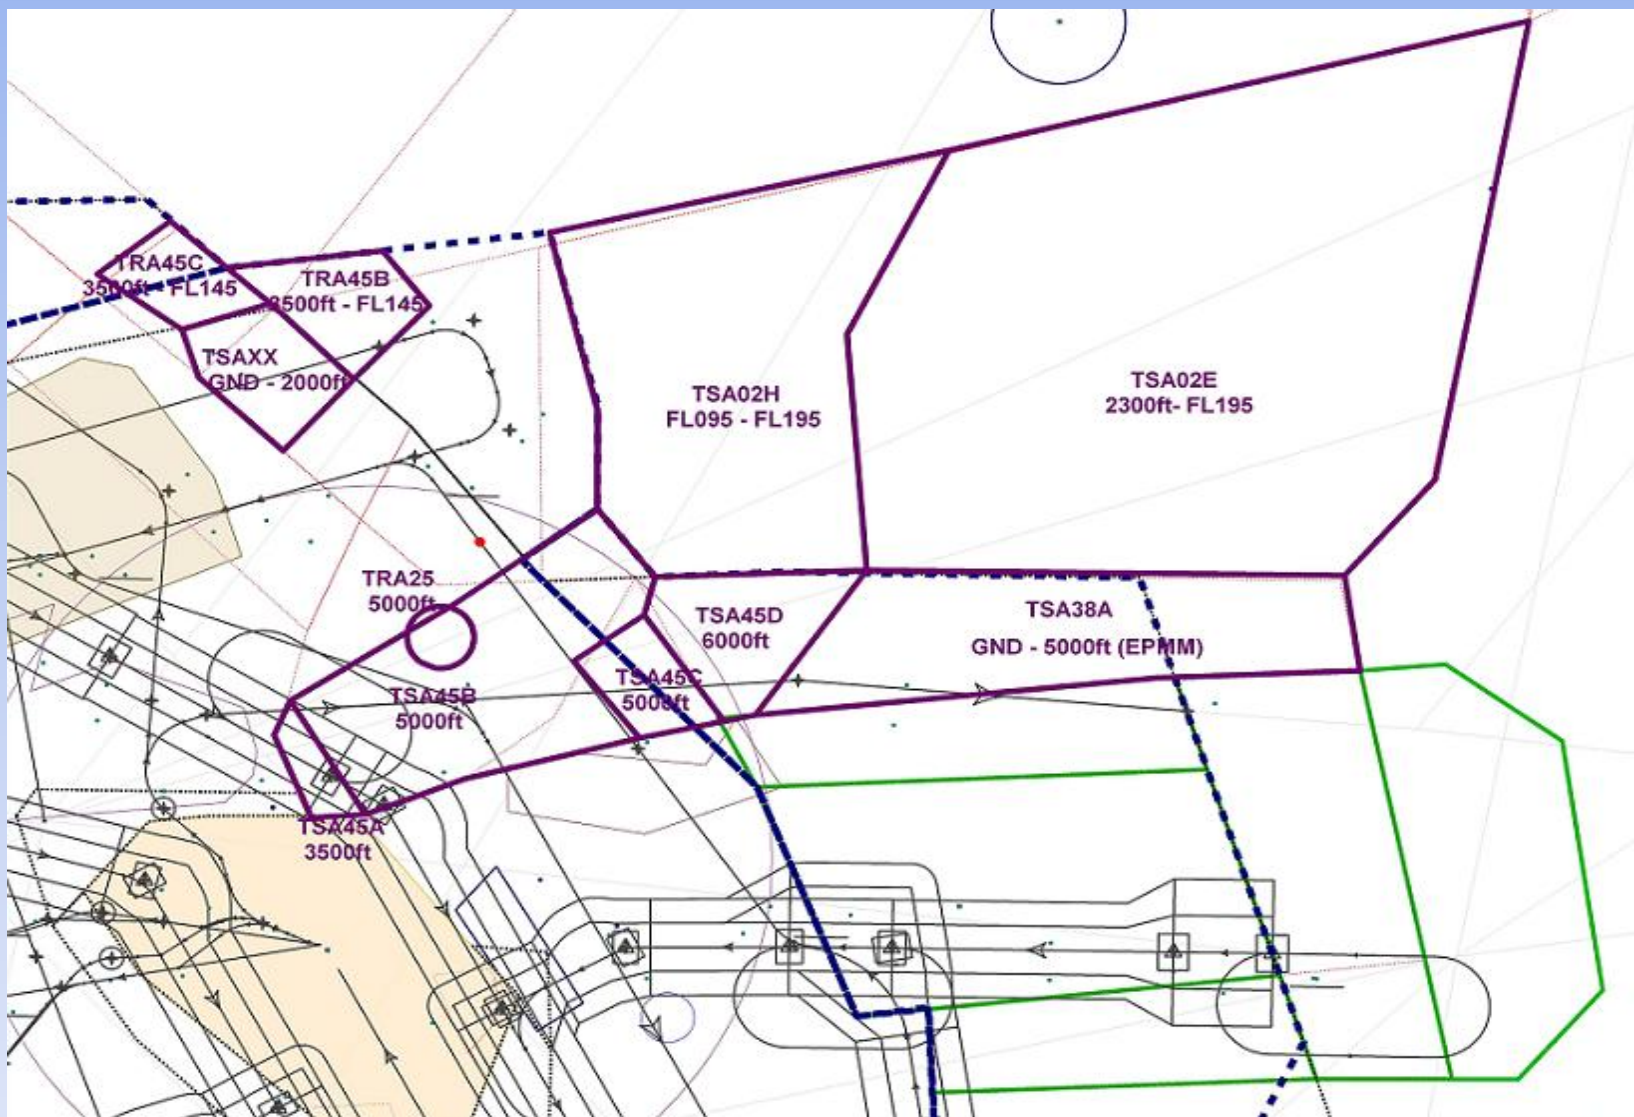 TRA45C
3500ft - FL145
TRA45B
3500ft - FL145
TSAXX
GND - 2000ft
TSA02H
FL095 - FL195
TSA02E
2300ft- FL195
TRA25
5000ft
TSA45D
6000ft
TSA38A
GND - 5000ft (EPMM)
TSA45C
5000ft
TSA45B
5000ft
TSA45A
3500ft